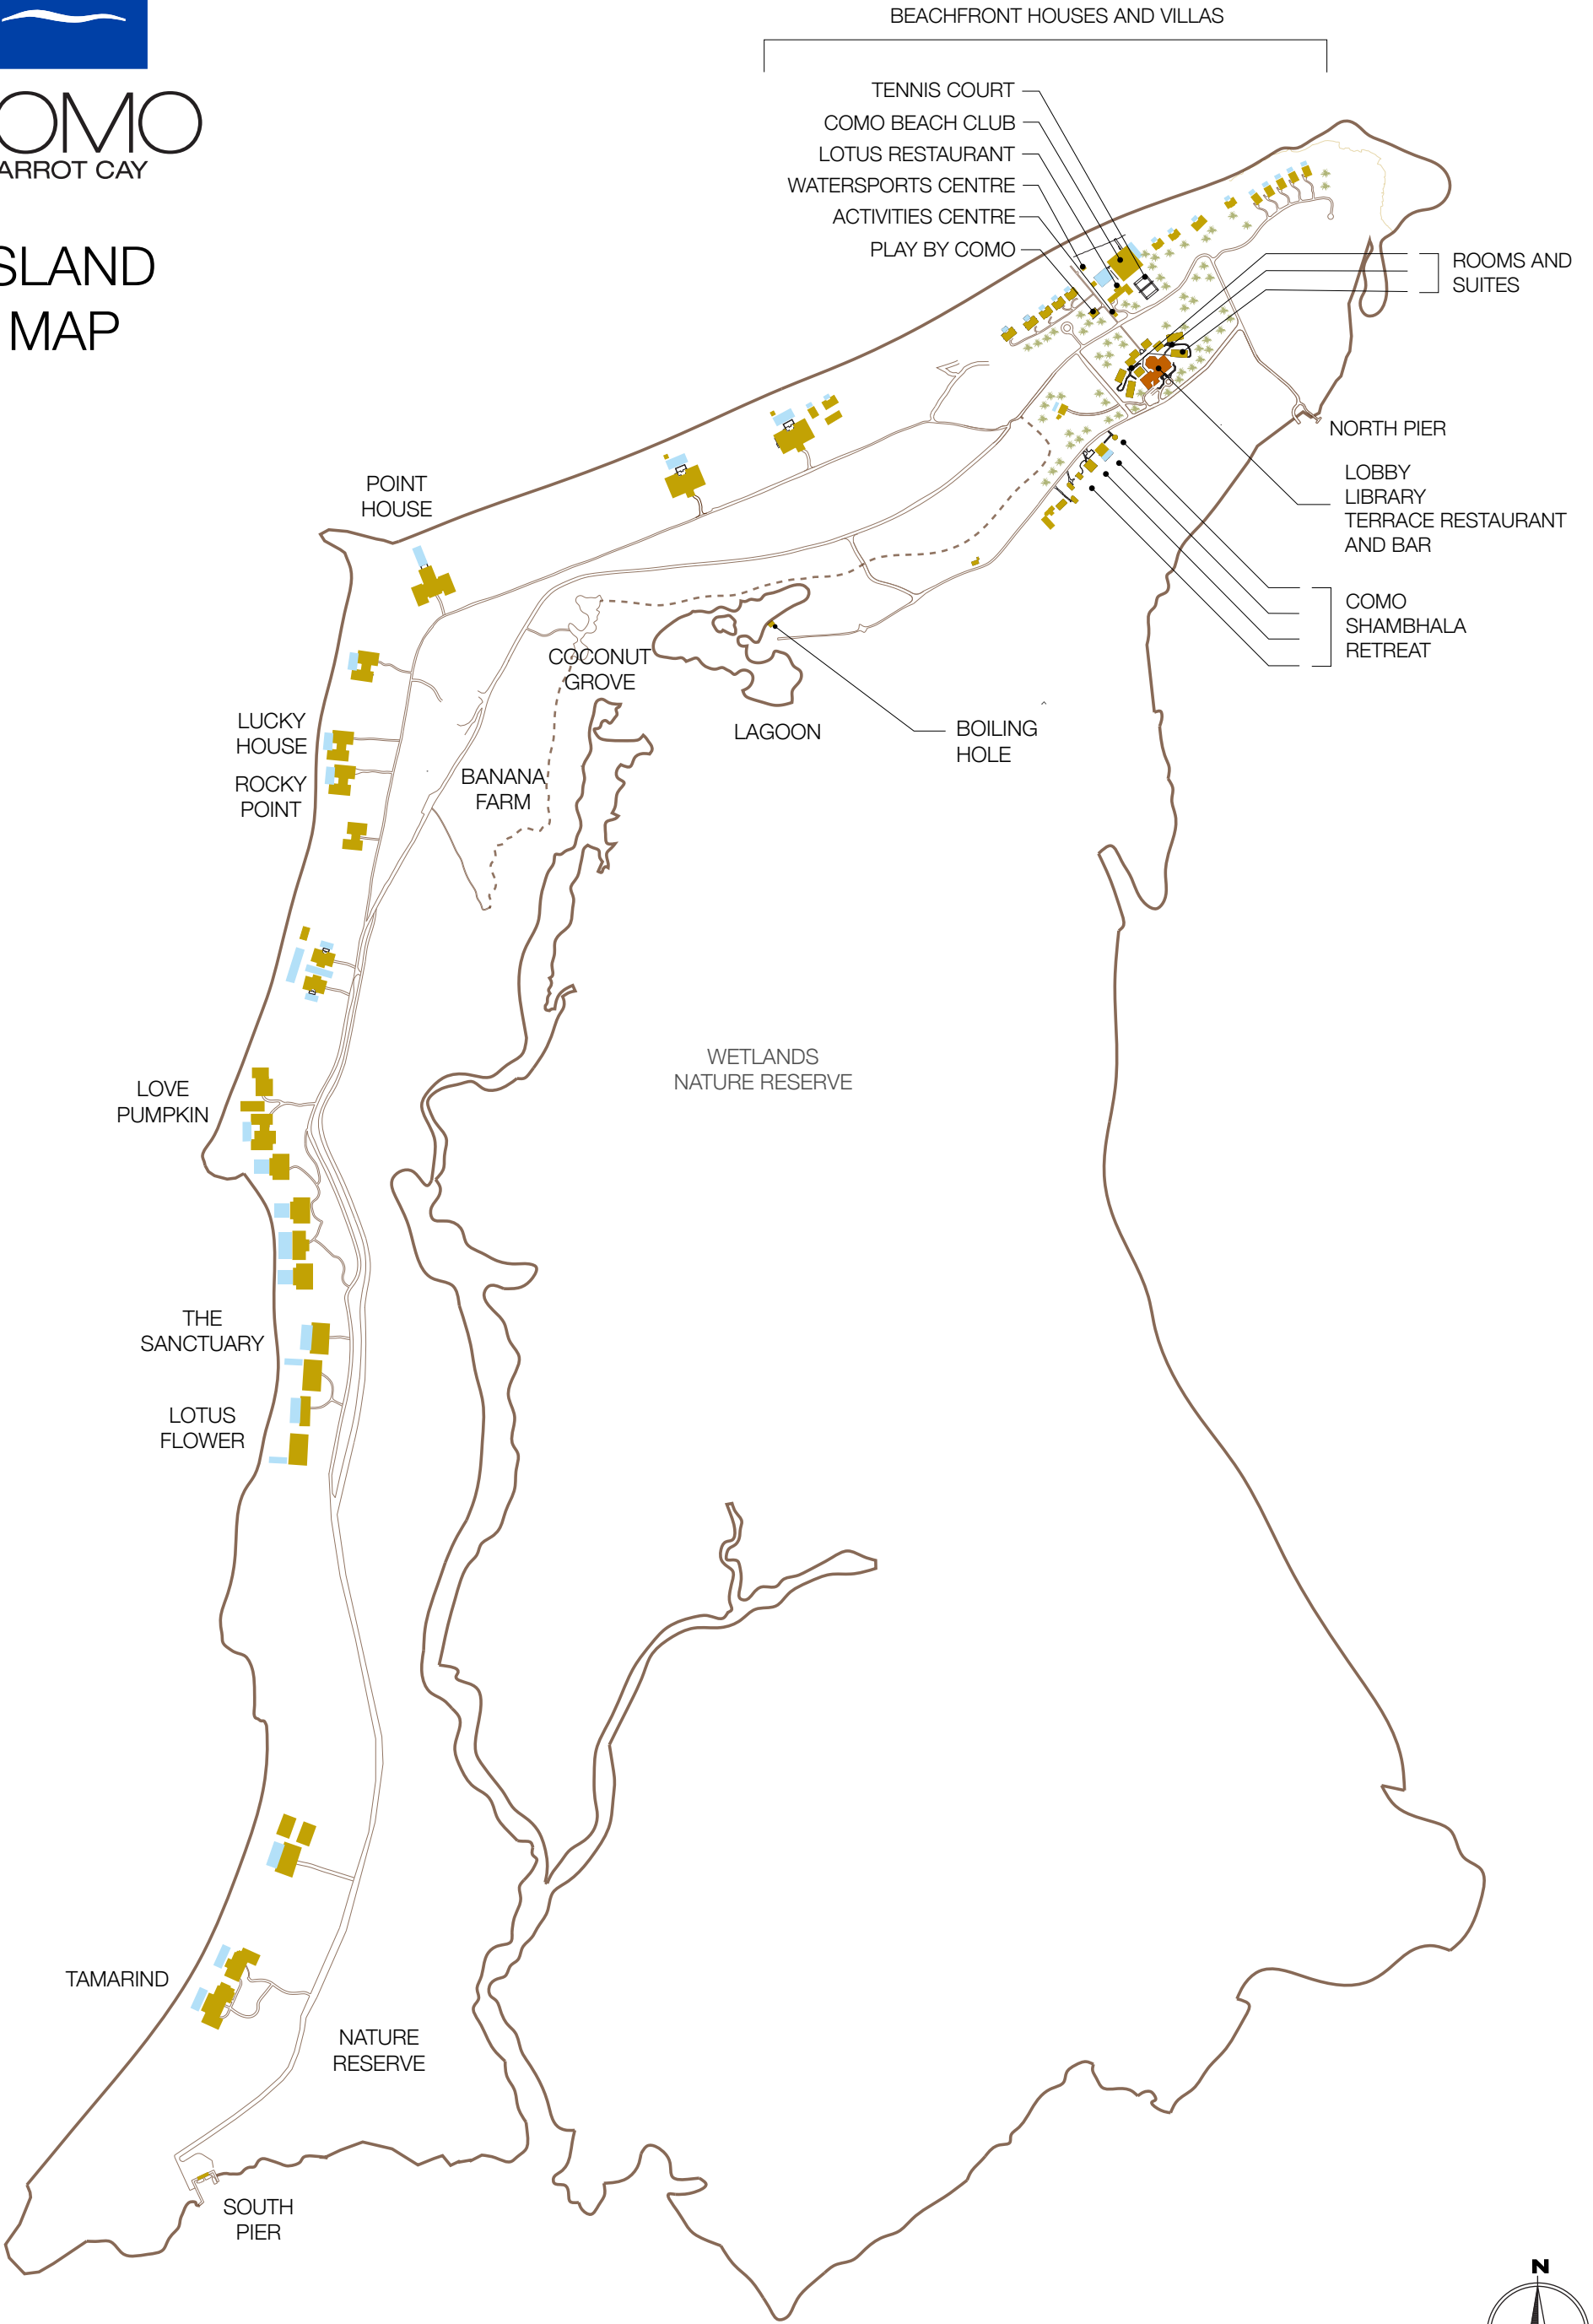 OMO
ARROT CAY
SLAND
MAP
BEACHFRONT HOUSES AND VILLAS
TENNIS COURT
COMO BEACH CLUB
LOTUS RESTAURANT
WATERSPORTS CENTRE
ACTIVITIES CENTRE
PLAY BY COMO
ROOMS AND
SUITES
NORTH PIER
LOBBY
LIBRARY
TERRACE RESTAURANT
AND BAR
COMO
SHAMBHALA
RETREAT
POINT
HOUSE
COCONUT
GROVE
LAGOON
BOILING
HOLE
LUCKY
HOUSE
ROCKY
POINT
BANANA
FARM
WETLANDS
NATURE RESERVE
LOVE
PUMPKIN
THE
SANCTUARY
LOTUS
FLOWER
TAMARIND
NATURE
RESERVE
SOUTH
PIER
N